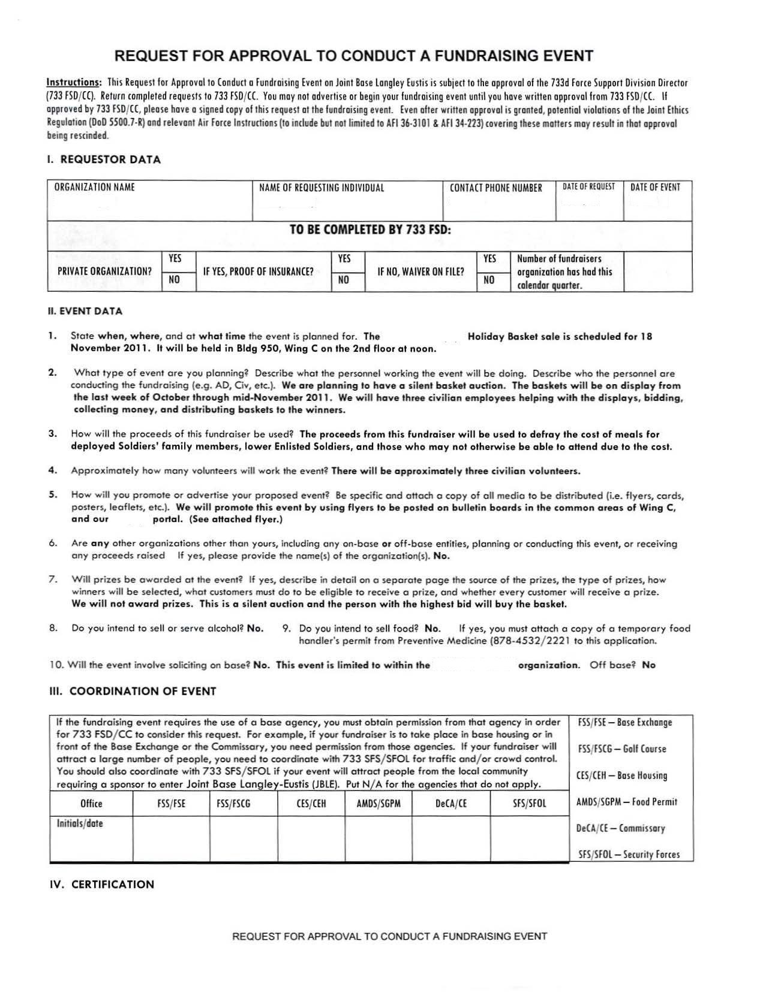 REQUEST FOR APPROVAL TO CONDUCT A FUNDRAISING EVENT
Instructions: This Request for Approval to Conduct a Fundraising Event on Joint Base Langley Eustis is subject to the approval of the 733d Force Support Division Director
(733 FSD/CC). Return completed requests to 733 FSD/CC. You may not advertise or begin your fundraising event until you have written approval from 733 FSD/CC. If
approved by 733 FSD/CC, please have a signed copy of this request at the fundraising event. Even after written approval is granted, potential violations of the Joint Ethics
Regulation (DoD 5500.7-R) and relevant Air Force Instructions (to include but not limited to AFI 36-3101 & AFI 34-223) covering these matters may result in that approval
being rescinded.
I. REQUESTOR DATA
ORGANIZATION NAME NAME OF REQUESTING INDIVIDUAL CONTACT PHONE NUMBER DATE OF REQUEST DATE OF EVENT
TO BE COMPLETED BY 733 FSD:
PRIVATE ORGANIZATION? YES NO IF YES, PROOF OF INSURANCE? YES NO IF NO, WAIVER ON FILE? YES NO Number of fundraisers
organization has had this
calendar quarter.
II. EVENT DATA
1. State when, where, and at what time the event is planned for. The Holiday Basket sale is scheduled for 18
November 2011. It will be held in Bldg 950, Wing C on the 2nd floor at noon.
2. What type of event are you planning? Describe what the personnel working the event will be doing. Describe who the personnel are
conducting the fundraising (e.g. AD, Civ, etc.). We are planning to have a silent basket auction. The baskets will be on display from
the last week of October through mid-November 2011. We will have three civilian employees helping with the displays, bidding,
collecting money, and distributing baskets to the winners.
3. How will the proceeds of this fundraiser be used? The proceeds from this fundraiser will be used to defray the cost of meals for
deployed Soldiers' family members, lower Enlisted Soldiers, and those who may not otherwise be able to attend due to the cost.
4. Approximately how many volunteers will work the event? There will be approximately three civilian volunteers.
5. How will you promote or advertise your proposed event? Be specific and attach a copy of all media to be distributed (i.e. flyers, cards,
posters, leaflets, etc.). We will promote this event by using flyers to be posted on bulletin boards in the common areas of Wing C,
and our portal. (See attached flyer.)
6. Are any other organizations other than yours, including any on-base or off-base entities, planning or conducting this event, or receiving
any proceeds raised If yes, please provide the name(s) of the organization(s). No.
7. Will prizes be awarded at the event? If yes, describe in detail on a separate page the source of the prizes, the type of prizes, how
winners will be selected, what customers must do to be eligible to receive a prize, and whether every customer will receive a prize.
We will not award prizes. This is a silent auction and the person with the highest bid will buy the basket.
8. Do you intend to sell or serve alcohol? No. 9. Do you intend to sell food? No. If yes, you must attach a copy of a temporary food
handler's permit from Preventive Medicine (878-4532/2221 to this application.
10. Will the event involve soliciting on base? No. This event is limited to within the organization. Off base? No
III. COORDINATION OF EVENT
If the fundraising event requires the use of a base agency, you must obtain permission from that agency in order
for 733 FSD/CC to consider this request. For example, if your fundraiser is to take place in base housing or in
front of the Base Exchange or the Commissary, you need permission from those agencies. If your fundraiser will
attract a large number of people, you need to coordinate with 733 SFS/SFOL for traffic and/or crowd control.
You should also coordinate with 733 SFS/SFOL if your event will attract people from the local community
requiring a sponsor to enter Joint Base Langley-Eustis (JBLE). Put N/A for the agencies that do not apply.
Office FSS/FSE FSS/FSCG CES/CEH AMDS/SGPM DeCA/CE SFS/SFOL
Initials/date
FSS/FSE – Base Exchange
FSS/FSCG – Golf Course
CES/CEH – Base Housing
AMDS/SGPM – Food Permit
DeCA/CE – Commissary
SFS/SFOL – Security Forces
IV. CERTIFICATION
REQUEST FOR APPROVAL TO CONDUCT A FUNDRAISING EVENT